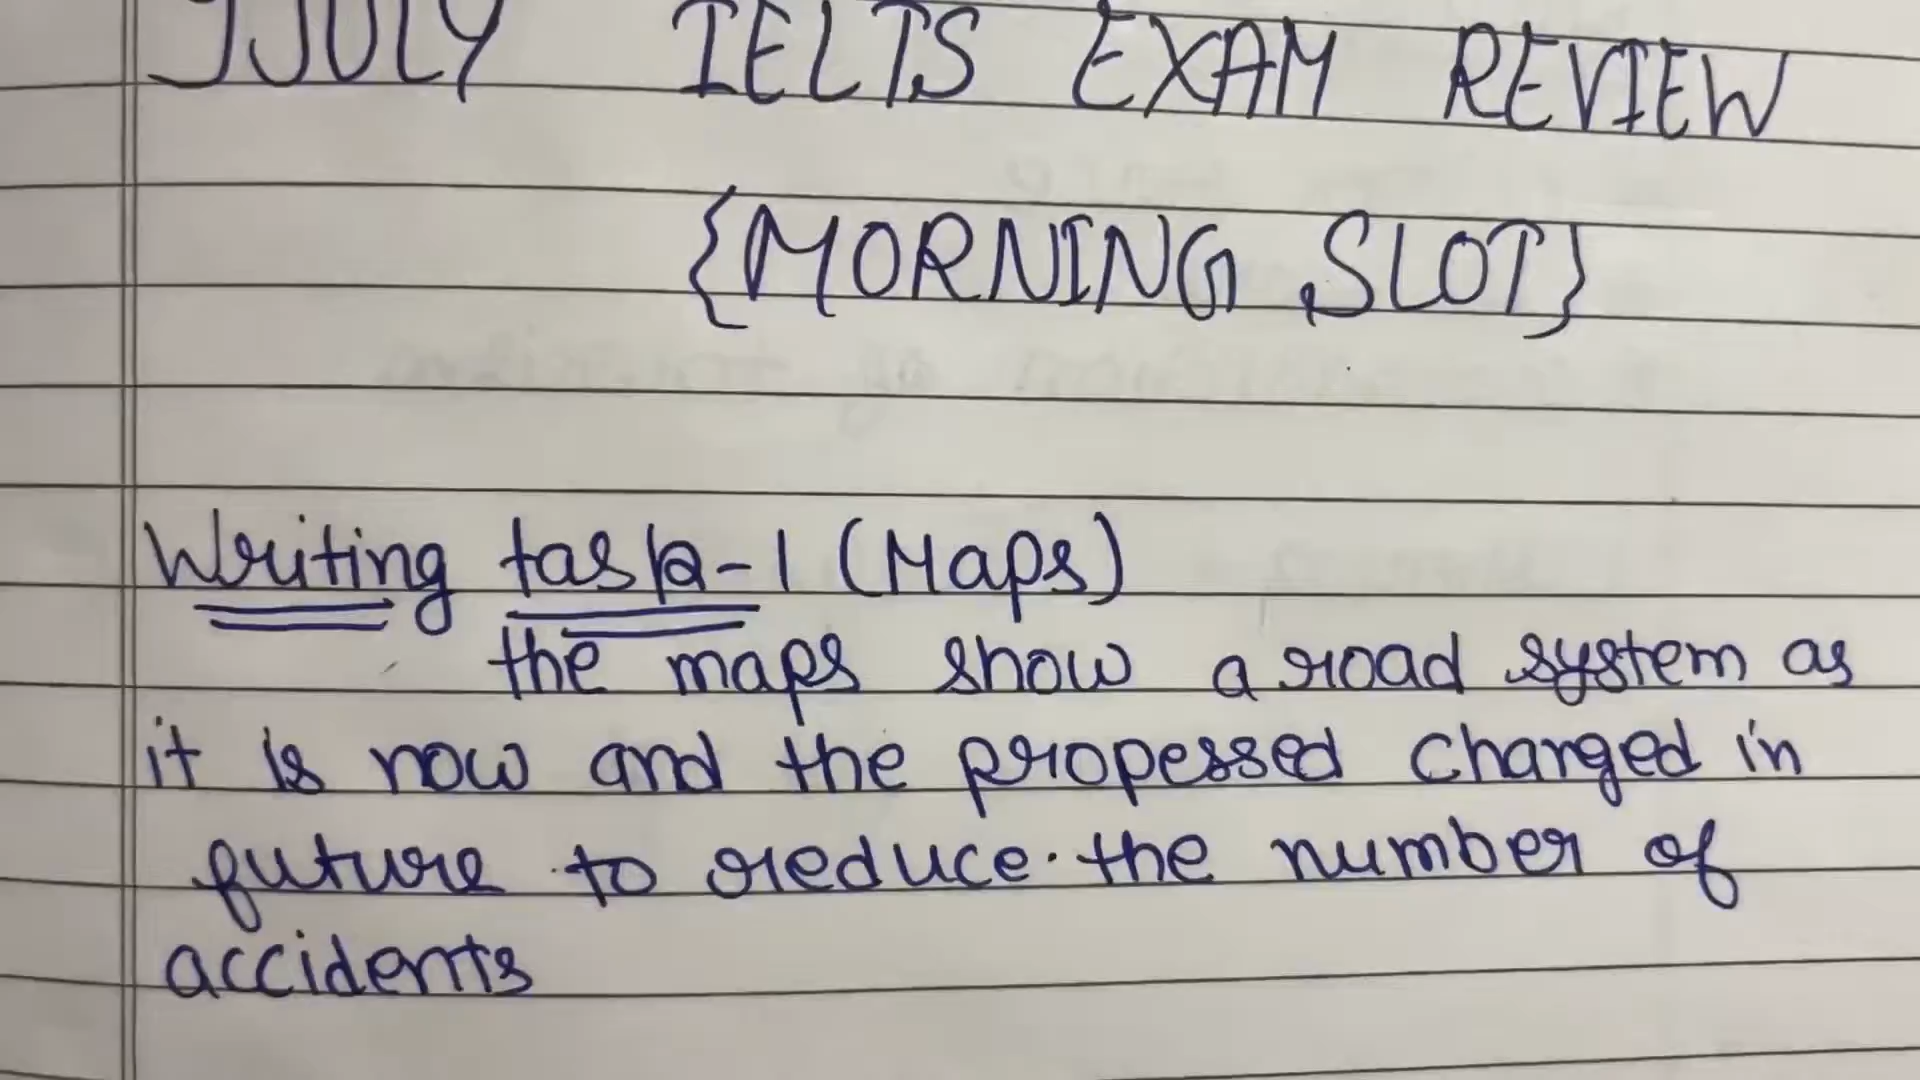 JULY IELTS EXAM REVIEW
{MORNING SLOT}
Writing task-1 (Maps)
the maps show a road system as
it is now and the propessed changed in
future to reduce. the number of
accidents